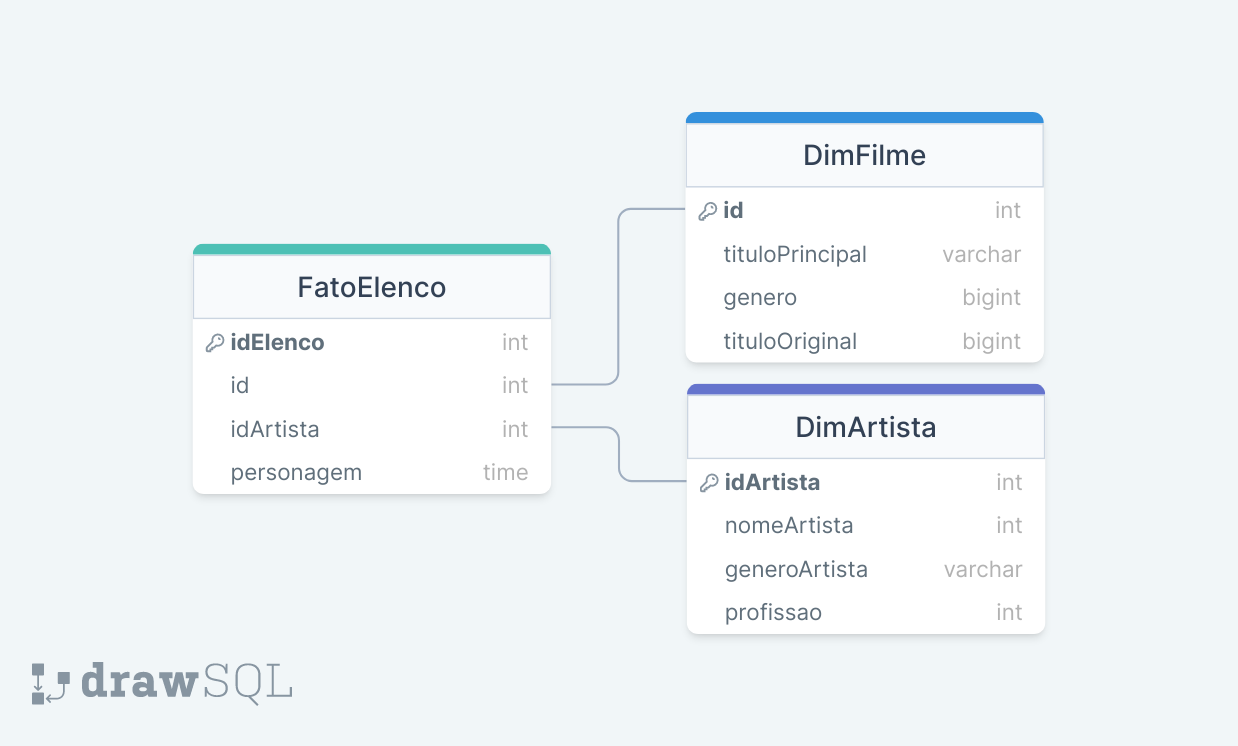 FatoElenco
idElenco int
id int
idArtista int
personagem time
DimFilme
id int
tituloPrincipal varchar
genero bigint
tituloOriginal bigint
DimArtista
idArtista int
nomeArtista int
generoArtista varchar
profissao int
drawSQL